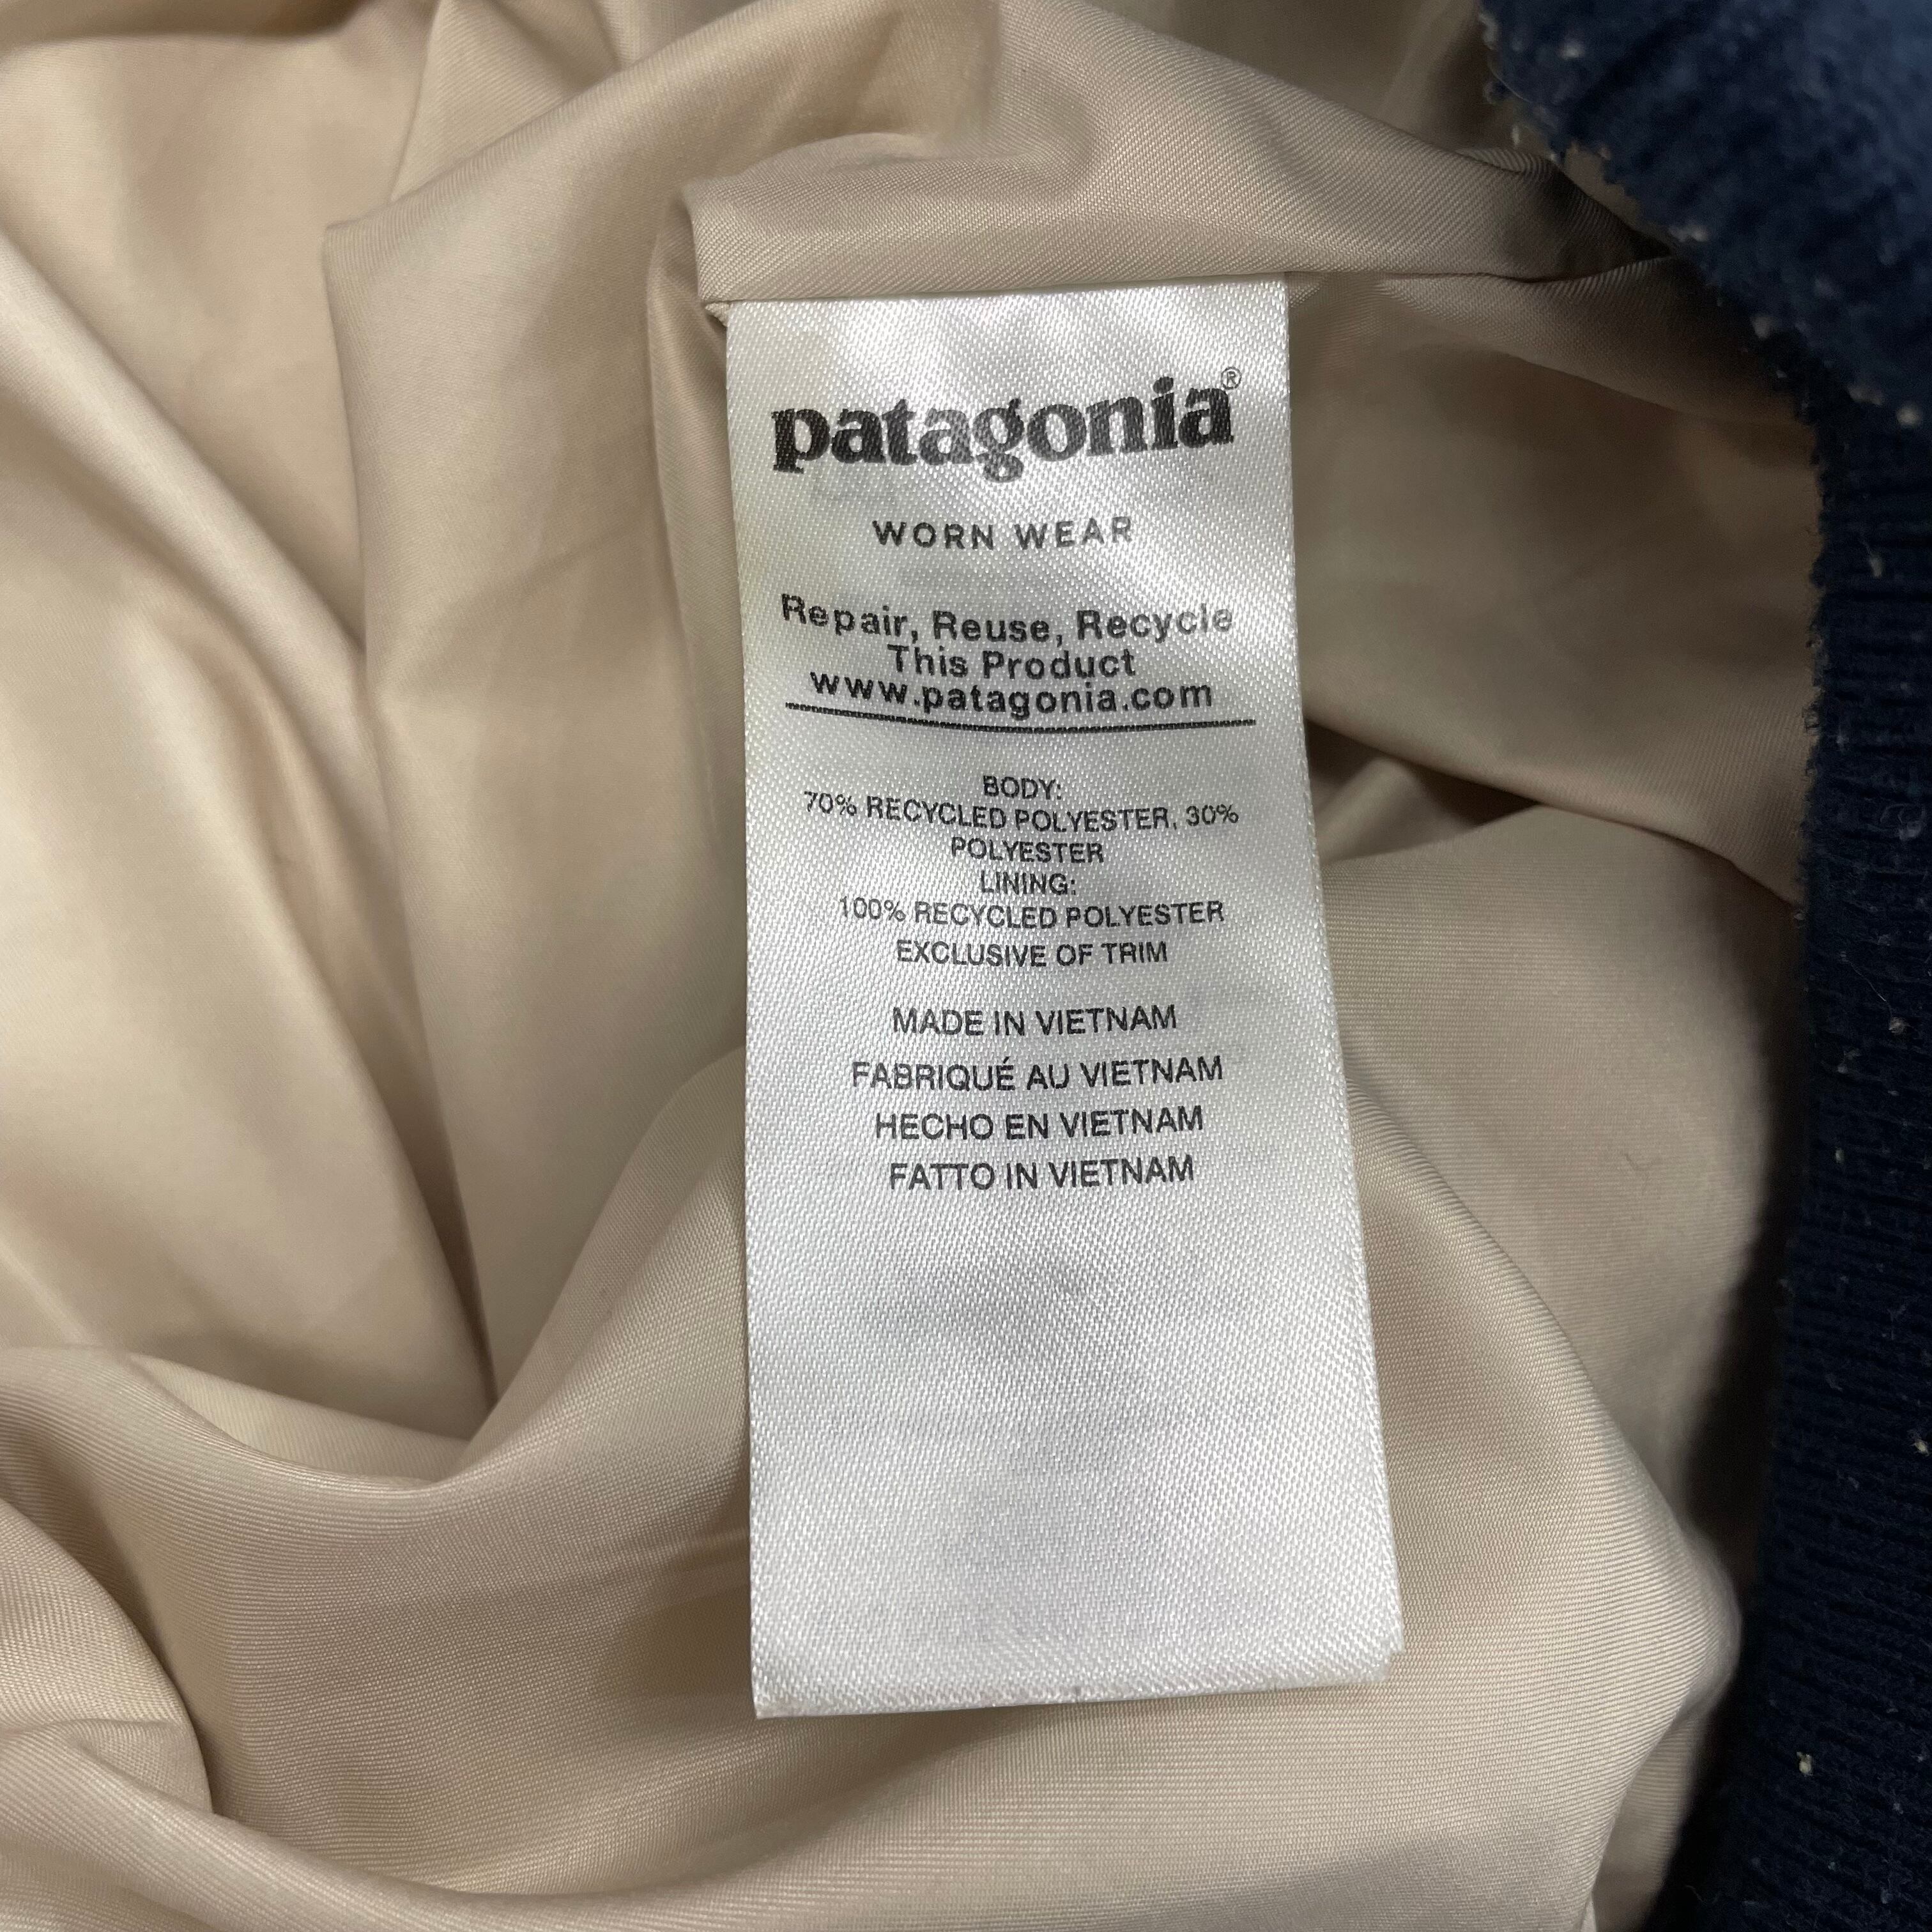 patagonia®
WORN WEAR
Repair, Reuse, Recycle
This Product
www.patagonia.com
BODY:
70% RECYCLED POLYESTER, 30%
POLYESTER
LINING:
100% RECYCLED POLYESTER
EXCLUSIVE OF TRIM
MADE IN VIETNAM
FABRIQUÉ AU VIETNAM
HECHO EN VIETNAM
FATTO IN VIETNAM